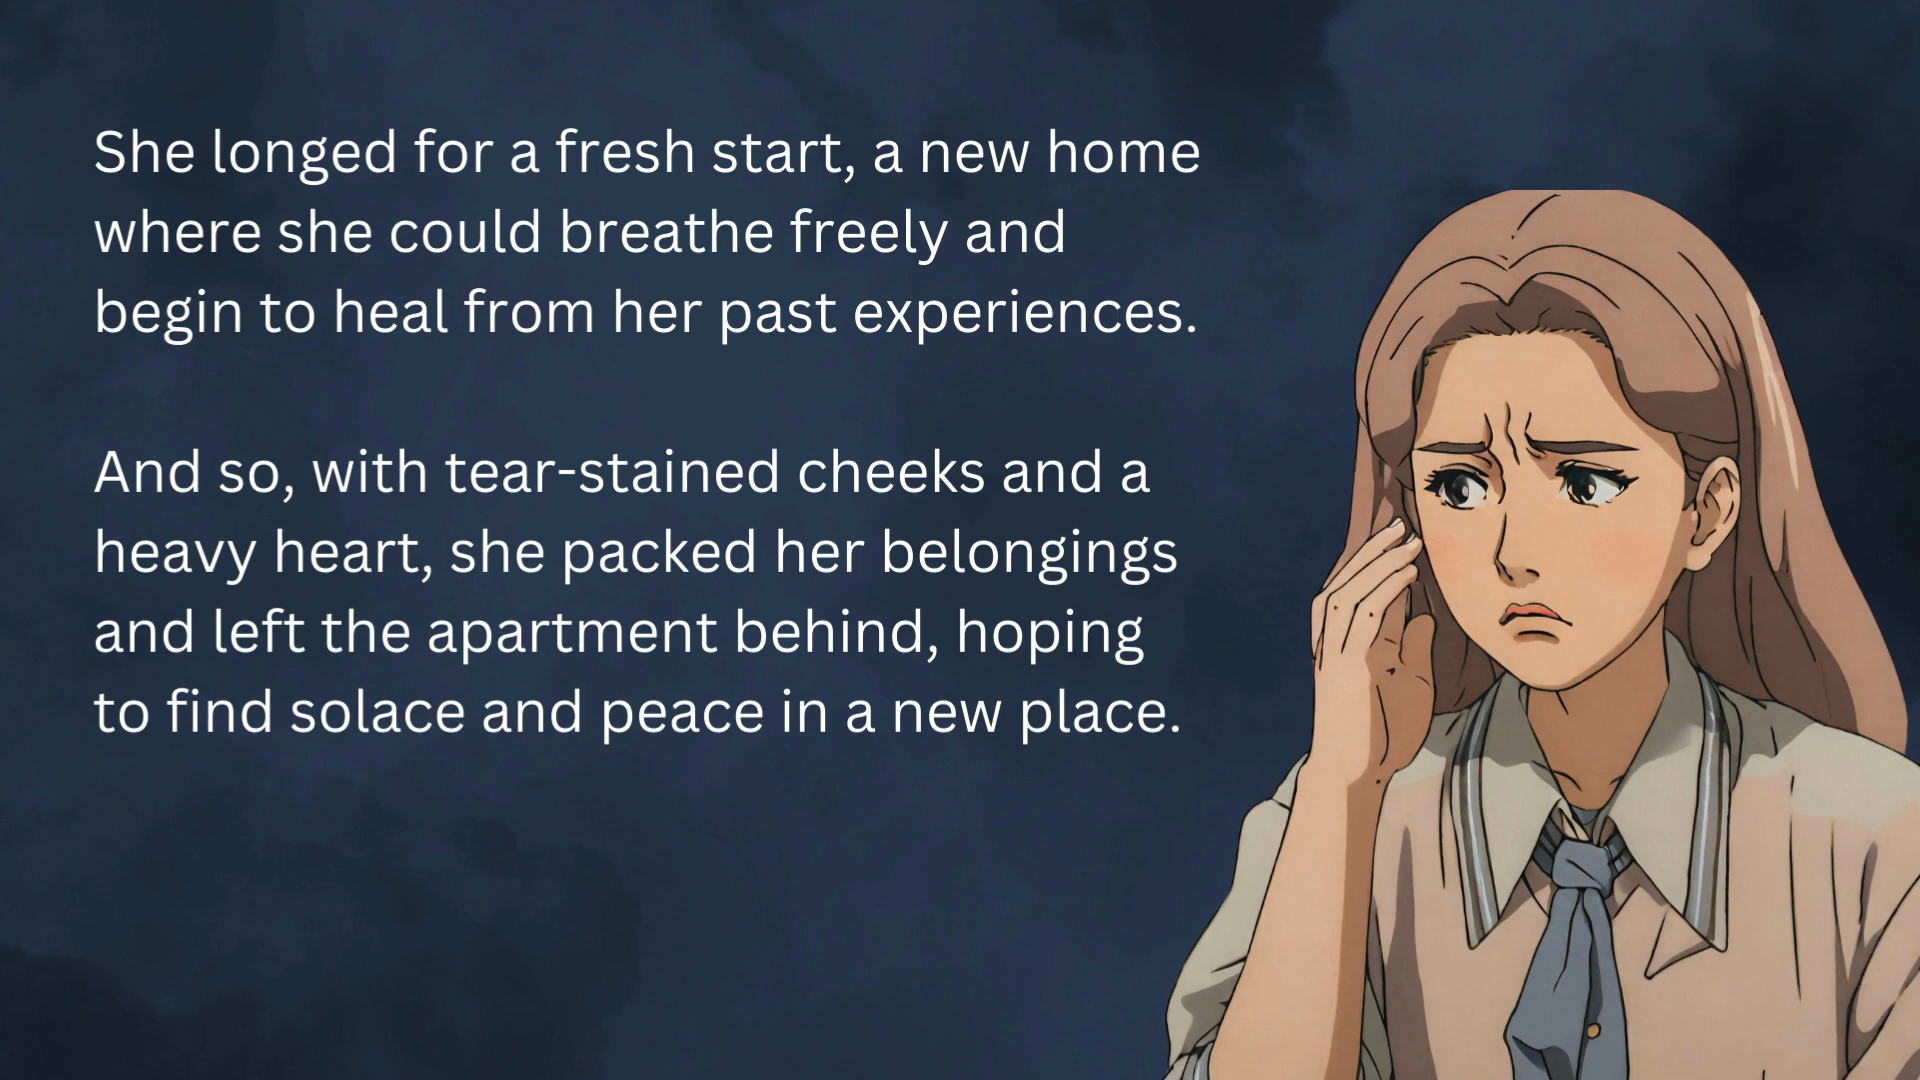 She longed for a fresh start, a new home
where she could breathe freely and
begin to heal from her past experiences.
And so, with tear-stained cheeks and a
heavy heart, she packed her belongings
and left the apartment behind, hoping
to find solace and peace in a new place.